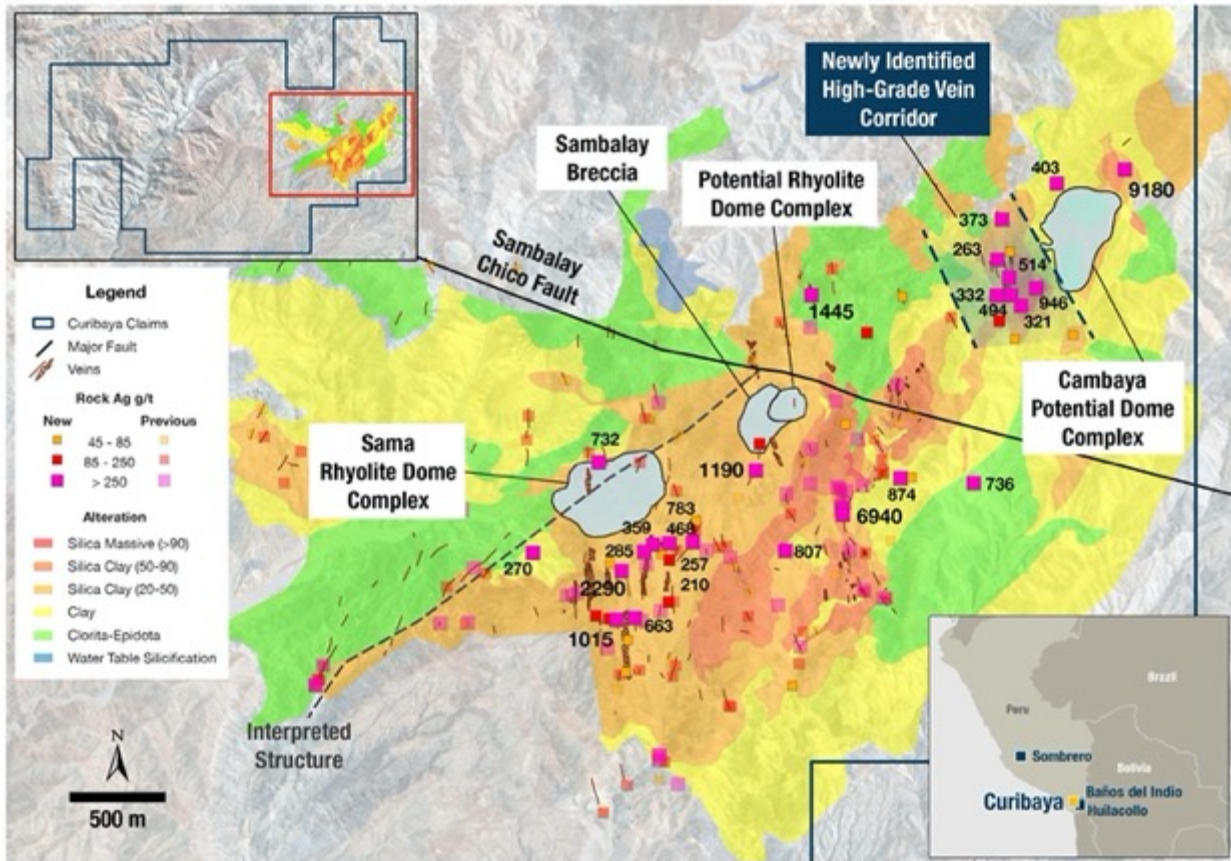 Newly Identified
High-Grade Vein
Corridor
Sambalay
Breccia
Potential Rhyolite
Dome Complex
403
9180
373
263
514
332
494
946
321
Sambalay
Chico Fault
1445
Legend
Curibaya Claims
Major Fault
Veins
Rock Ag g/t
New
Previous
45 - 85
85 - 250
> 250
Alteration
Silica Massive (>90)
Silica Clay (50-90)
Silica Clay (20-50)
Clay
Clorita-Epidota
Water Table Silicification
Cambaya
Potential Dome
Complex
Sama
Rhyolite Dome
Complex
732
1190
874
736
6940
783
359
468
285
257
270
210
807
2290
1015
663
Interpreted
Structure
N
500 m
Brazil
Peru
Bolivia
Sombrero
Curibaya
Baños del Indio
Huilacollo